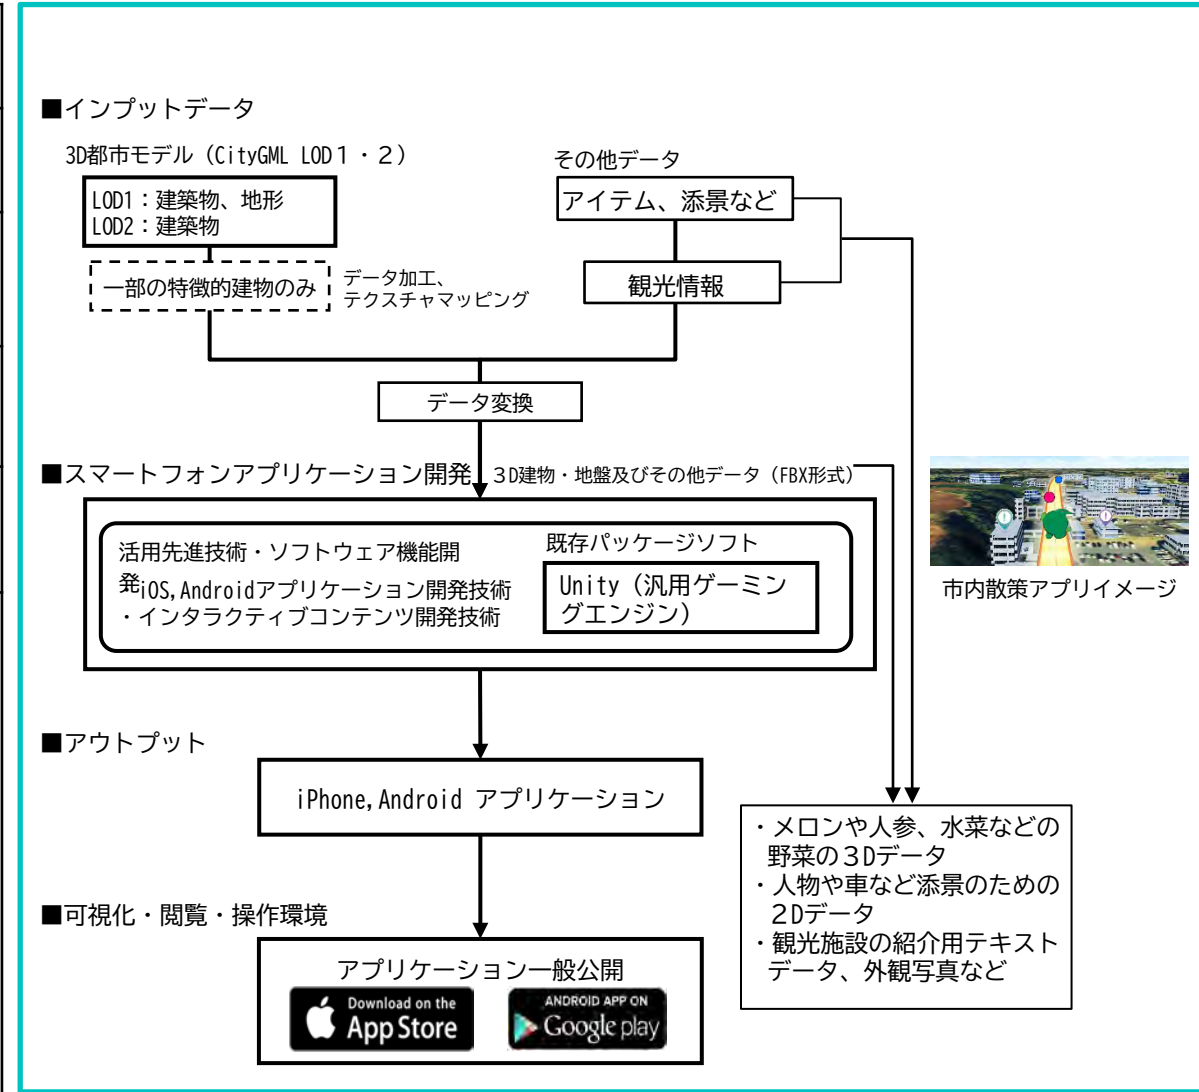 ■インプットデータ
3D都市モデル（CityGML LOD１・２）
LOD1：建築物、地形
LOD2：建築物
一部の特徴的建物のみ
データ加工、
テクスチャマッピング
その他データ
アイテム、添景など
観光情報
データ変換
■スマートフォンアプリケーション開発
３D建物・地盤及びその他データ（FBX形式）
活用先進技術・ソフトウェア機能開
発iOS,Androidアプリケーション開発技術
・インタラクティブコンテンツ開発技術
既存パッケージソフト
Unity（汎用ゲーミン
グエンジン）
市内散策アプリイメージ
■アウトプット
iPhone,Android アプリケーション
・メロンや人参、水菜などの
野菜の３Dデータ
・人物や車など添景のための
２Dデータ
・観光施設の紹介用テキスト
データ、外観写真など
■可視化・閲覧・操作環境
アプリケーション一般公開
Download on the
App Store
ANDROID APP ON
Google play